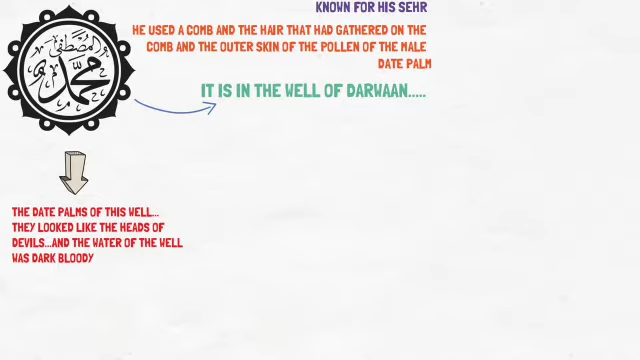 KNOWN FOR HIS SEHR
HE USED A COMB AND THE HAIR THAT HAD GATHERED ON THE
COMB AND THE OUTER SKIN OF THE POLLEN OF THE MALE
DATE PALM
IT IS IN THE WELL OF DARWAAN.....
المصطفى
محمد
THE DATE PALMS OF THIS WELL...
THEY LOOKED LIKE THE HEADS OF
DEVILS...AND THE WATER OF THE WELL
WAS DARK BLOODY